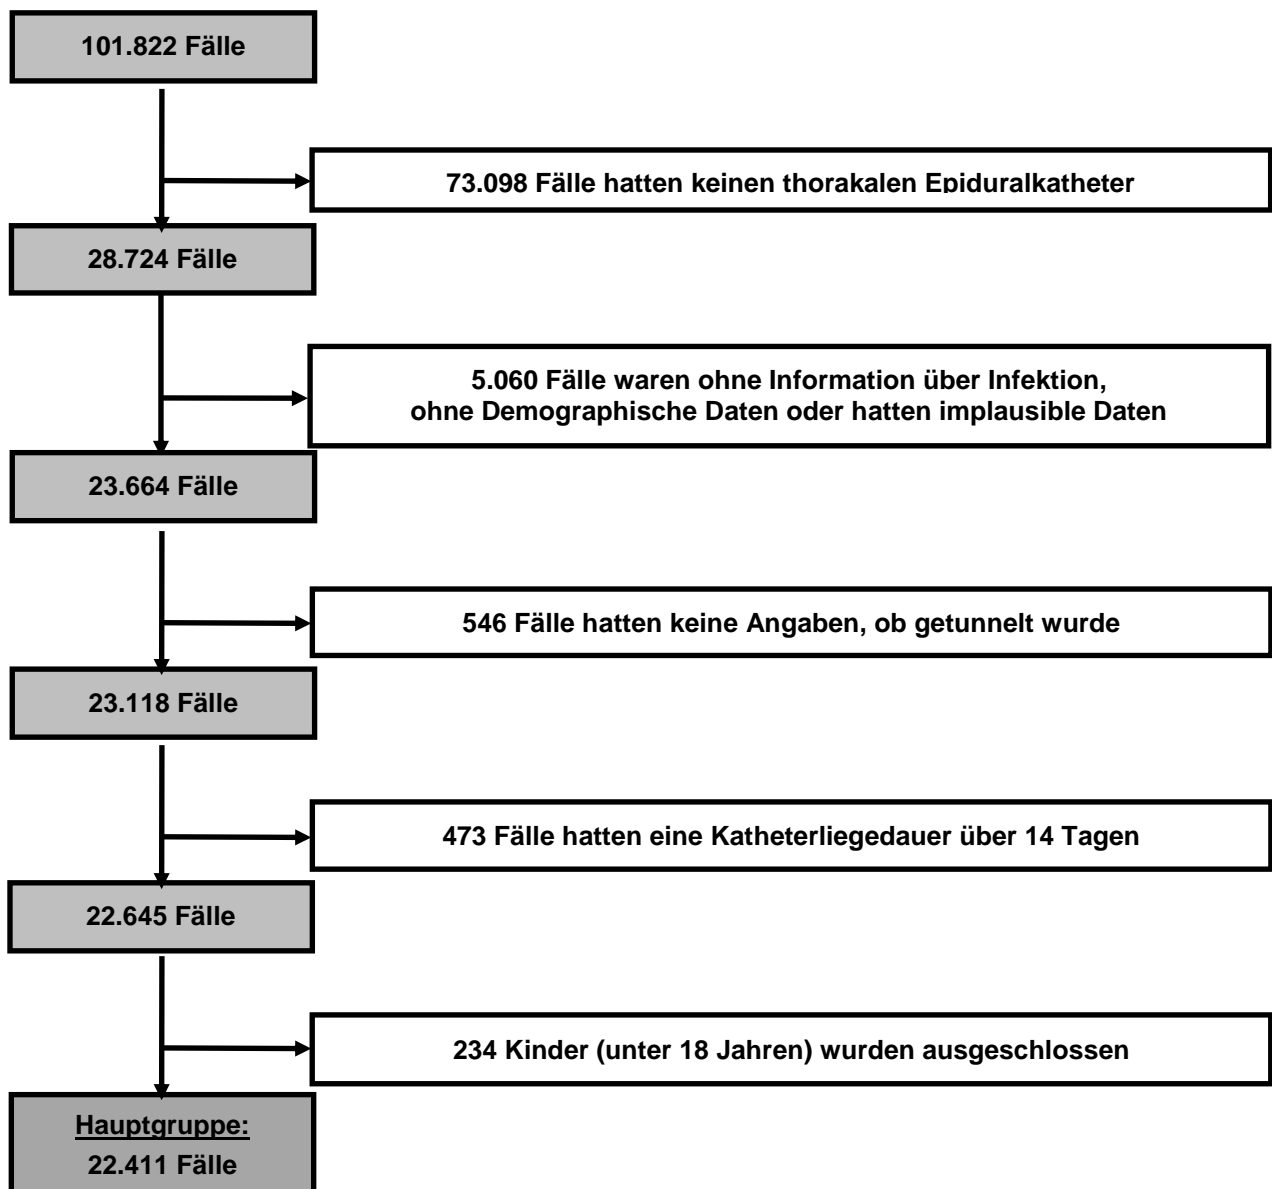 101.822 Fälle
73.098 Fälle hatten keinen thorakalen Epiduralkatheter
28.724 Fälle
5.060 Fälle waren ohne Information über Infektion,
ohne Demographische Daten oder hatten implausible Daten
23.664 Fälle
546 Fälle hatten keine Angaben, ob getunnelt wurde
23.118 Fälle
473 Fälle hatten eine Katheterliegedauer über 14 Tagen
22.645 Fälle
234 Kinder (unter 18 Jahren) wurden ausgeschlossen
Hauptgruppe:
22.411 Fälle